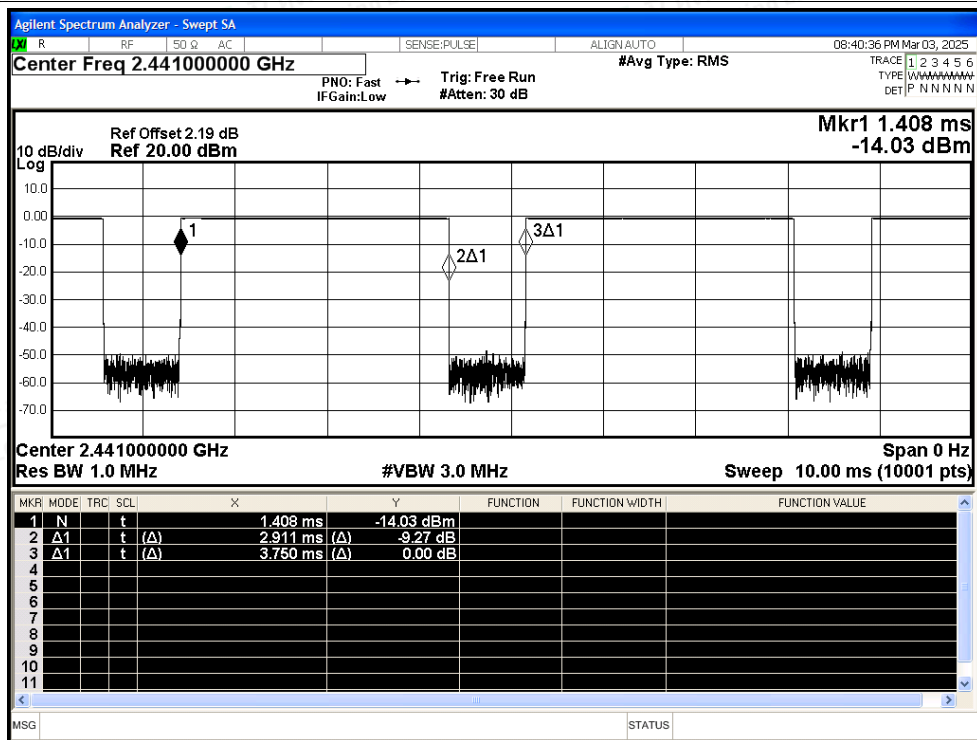 Agilent Spectrum Analyzer - Swept SA
LXI R RF 50 Ω AC SENSE:PULSE ALIGN AUTO 08:40:36 PM Mar 03, 2025
Center Freq 2.441000000 GHz #Avg Type: RMS TRACE 1 2 3 4 5 6
PNO: Fast Trig: Free Run TYPE WWWWWW
IFGain:Low #Atten: 30 dB DET P N N N N N
Mkr1 1.408 ms
Ref Offset 2.19 dB
10 dB/div Ref 20.00 dBm -14.03 dBm
Log
10.0
0.00
1 3Δ1
-10.0
2Δ1
-20.0
-30.0
-40.0
-50.0
-60.0
-70.0
Center 2.441000000 GHz Span 0 Hz
Res BW 1.0 MHz #VBW 3.0 MHz Sweep 10.00 ms (10001 pts)
MKR MODE TRC SCL X Y FUNCTION FUNCTION WIDTH FUNCTION VALUE
1 N t 1.408 ms -14.03 dBm
2 Δ1 t (Δ) 2.911 ms (Δ) -9.27 dB
3 Δ1 t (Δ) 3.750 ms (Δ) 0.00 dB
4
5
6
7
8
9
10
11
MSG STATUS